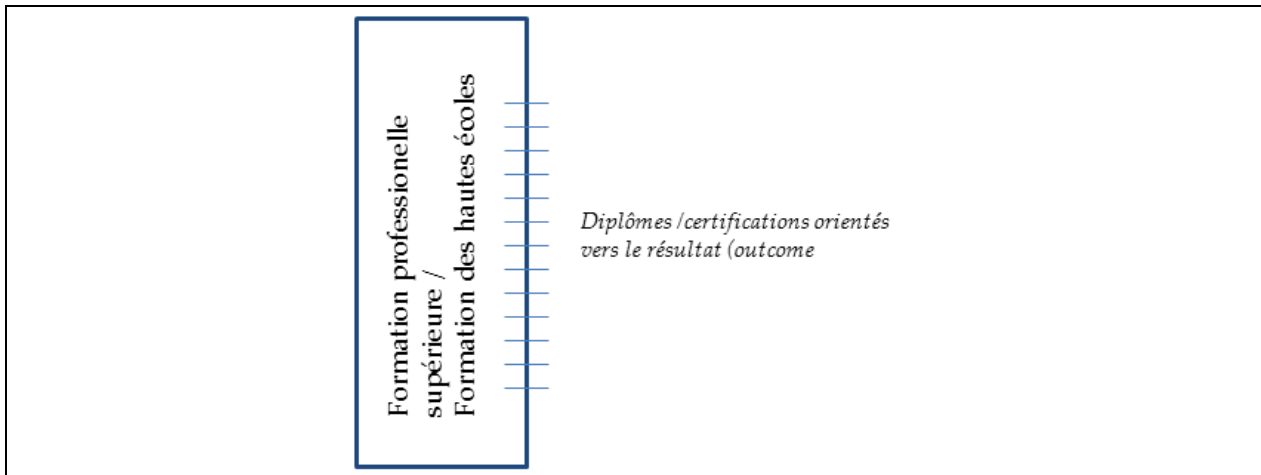 Formation professionelle
supérieure /
Formation des hautes écoles
Diplômes /certifications orientés
vers le résultat (outcome